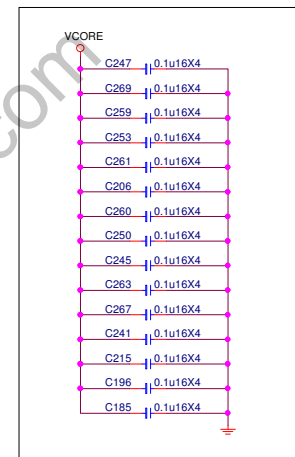 VCORE
C247 0.1u16X4
C269 0.1u16X4
C259 0.1u16X4
C253 0.1u16X4
C261 0.1u16X4
C206 0.1u16X4
C260 0.1u16X4
C250 0.1u16X4
C245 0.1u16X4
C263 0.1u16X4
C267 0.1u16X4
C241 0.1u16X4
C215 0.1u16X4
C196 0.1u16X4
C185 0.1u16X4
com